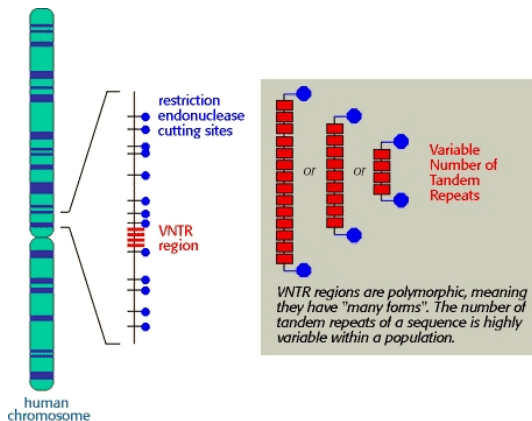 restriction
endonuclease
cutting sites
VNTR
region
human
chromosome
or
or
Variable
Number of
Tandem
Repeats
VNTR regions are polymorphic, meaning
they have "many forms". The number of
tandem repeats of a sequence is highly
variable within a population.